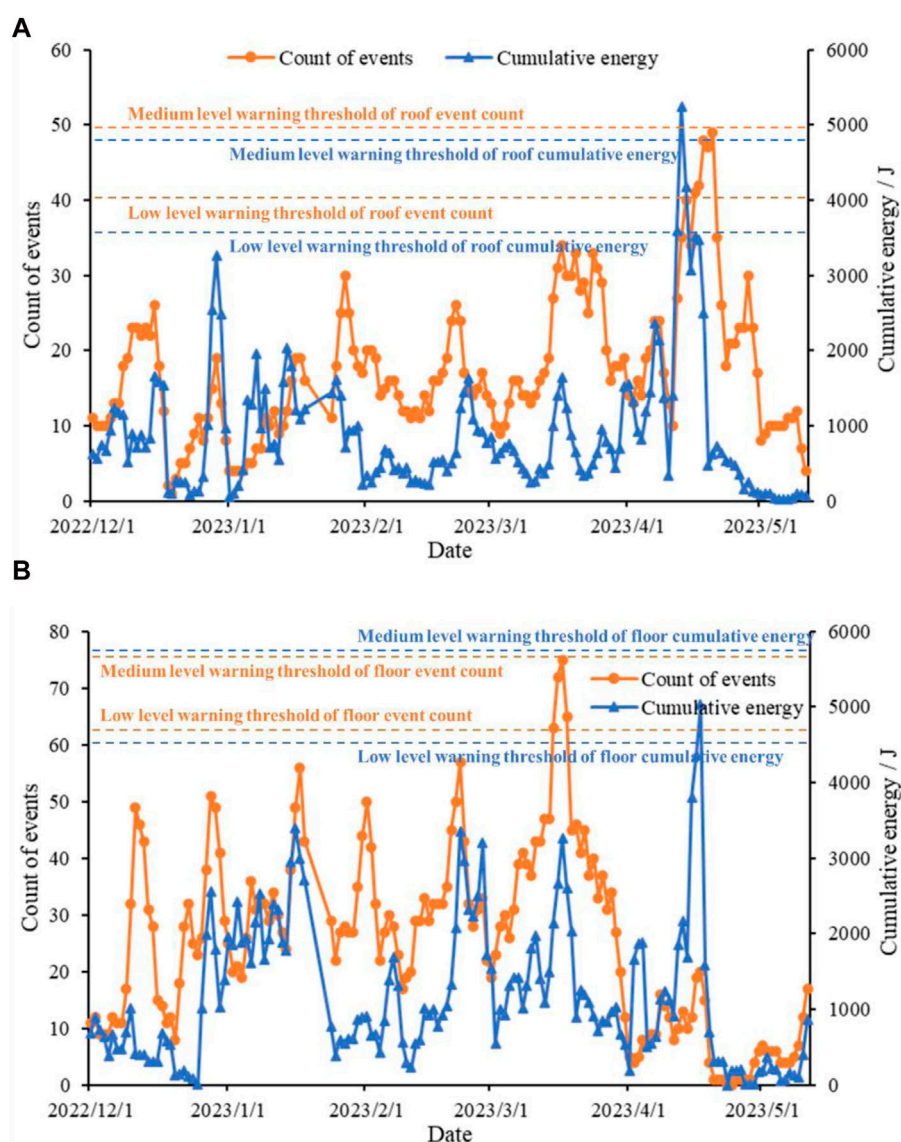 A
Count of events Cumulative energy
60
50
40
30
20
10
0
Count of events
Medium level warning threshold of roof event count
Medium level warning threshold of roof cumulative energy
Low level warning threshold of roof event count
Low level warning threshold of roof cumulative energy
6000
5000
4000
3000
2000
1000
0
Cumulative energy / J
2022/12/1 2023/1/1 2023/2/1 2023/3/1 2023/4/1 2023/5/1
Date
B
80
70
60
50
40
30
20
10
0
Count of events
Medium level warning threshold of floor cumulative energy
Medium level warning threshold of floor event count
Count of events
Cumulative energy
Low level warning threshold of floor event count
Low level warning threshold of floor cumulative energy
6000
5000
4000
3000
2000
1000
0
Cumulative energy / J
2022/12/1 2023/1/1 2023/2/1 2023/3/1 2023/4/1 2023/5/1
Date